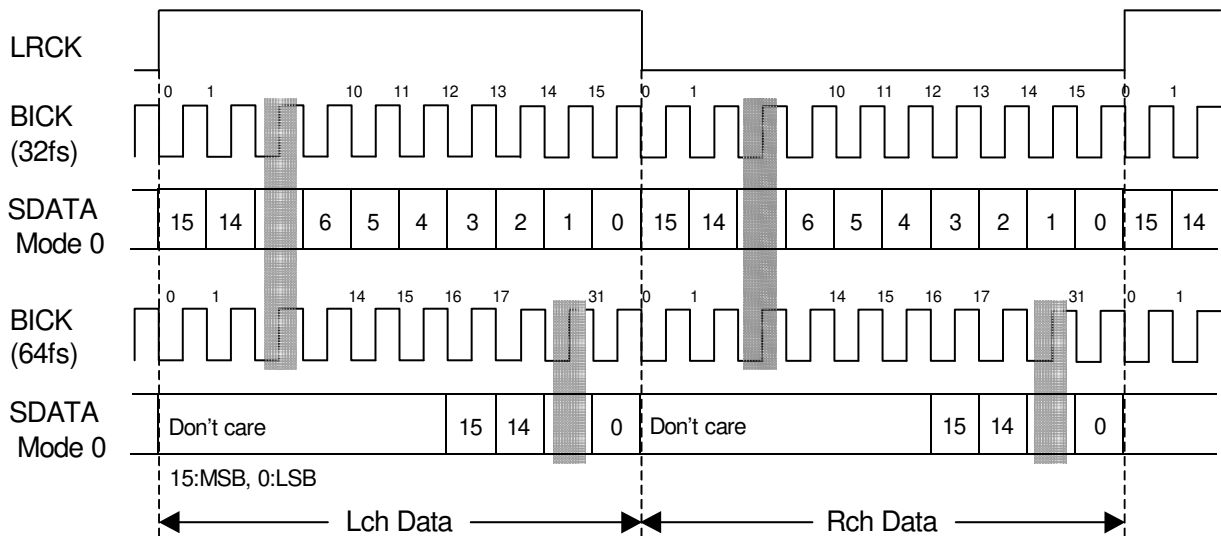 LRCK
0 1 10 11 12 13 14 15 0 1 10 11 12 13 14 15 0 1
BICK
(32fs)
SDATA
Mode 0
15 14 6 5 4 3 2 1 0 15 14 6 5 4 3 2 1 0 15 14
0 1 14 15 16 17 31 0 1 14 15 16 17 31 0 1
BICK
(64fs)
SDATA
Mode 0
Don't care 15 14 0 Don't care 15 14 0
15:MSB, 0:LSB
Lch Data Rch Data